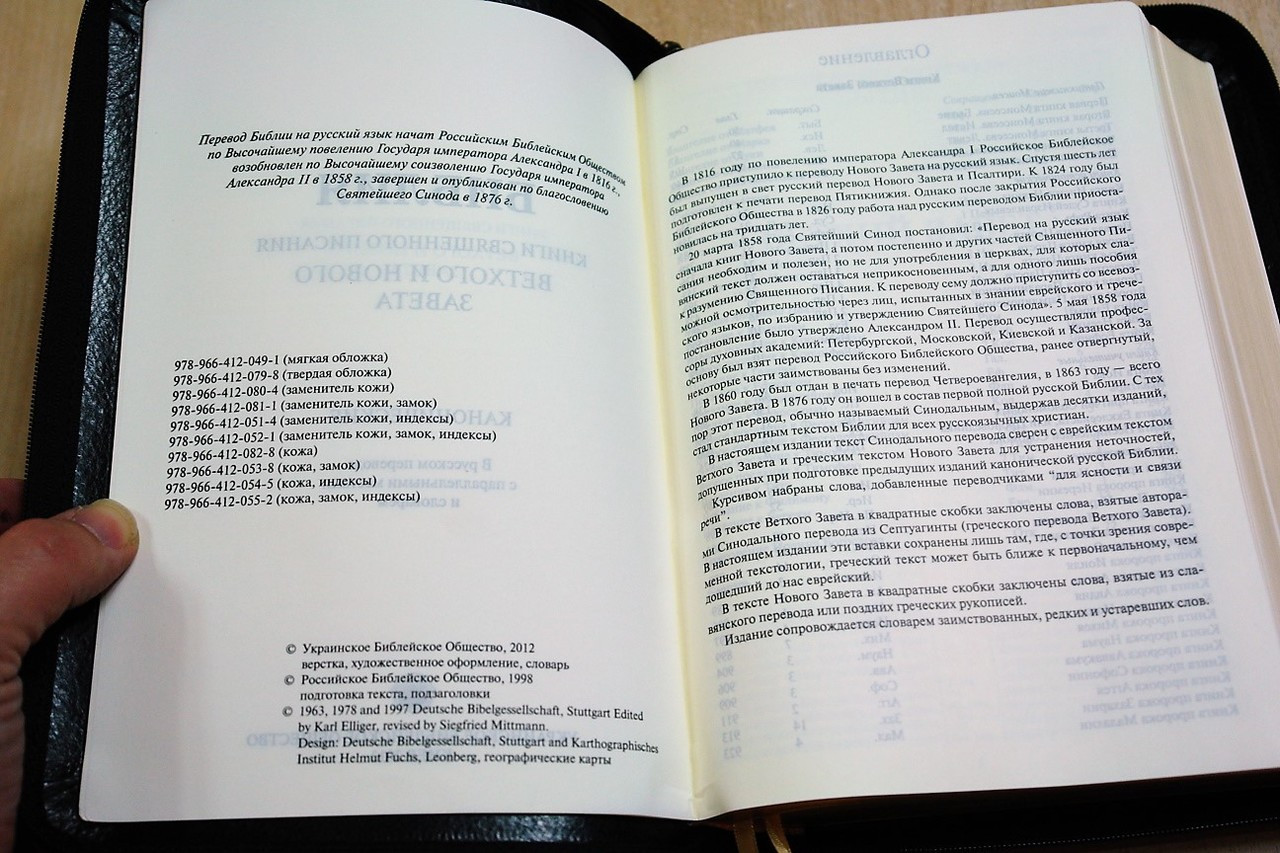 Перевод Библии на русский язык начат Российским Библейским Обществом
по Высочайшему повелению Государя императора Александра I в 1816 г.,
возобновлен по Высочайшему соизволению Государя императора
Александра II в 1858 г., завершен и опубликован по благословению
Святейшего Синода в 1876 г.
978-966-412-049-1 (мягкая обложка)
978-966-412-079-8 (твердая обложка)
978-966-412-080-4 (заменитель кожи)
978-966-412-081-1 (заменитель кожи, замок)
978-966-412-051-4 (заменитель кожи, индексы)
978-966-412-052-1 (заменитель кожи, замок, индексы)
978-966-412-082-8 (кожа)
978-966-412-053-8 (кожа, замок)
978-966-412-054-5 (кожа, индексы)
978-966-412-055-2 (кожа, замок, индексы)
© Украинское Библейское Общество, 2012
верстка, художественное оформление, словарь
© Российское Библейское Общество, 1998
подготовка текста, подзаголовки
© 1963, 1978 and 1997 Deutsche Bibelgesellschaft, Stuttgart Edited
by Karl Elliger, revised by Siegfried Mittmann
Design: Deutsche Bibelgesellschaft, Stuttgart and Karthographisches
Institut Helmut Fuchs, Leonberg, географические карты
В 1816 году по повелению императора Александра I Российское Библейское
Общество приступило к переводу Нового Завета на русский язык. Спустя шесть лет
был выпущен в свет русский перевод Нового Завета и Псалтири. К 1824 году был
подготовлен к печати перевод Пятикнижия. Однако после закрытия Российского
Библейского Общества в 1826 году работа над русским переводом Библии приоста-
новилась на тридцать лет.
20 марта 1858 года Святейший Синод постановил: «Перевод на русский язык
сначала книг Нового Завета, а потом постепенно и других частей Священного Пи-
сания необходим и полезен, но не для употребления в церквах, для которых сла-
вянский текст должен оставаться неприкосновенным, а для одного лишь пособия
к разумению Священного Писания. К переводу сему должно приступить со всевоз-
можной осмотрительностью через лиц, испытанных в знании еврейского и грече-
ского языков, по избранию и утверждению Святейшего Синода». 5 мая 1858 года
постановление было утверждено Александром II. Перевод осуществляли профес-
соры духовных академий: Петербургской, Московской, Киевской и Казанской. За
основу был взят перевод Российского Библейского Общества, ранее отвергнутый,
некоторые части заимствованы без изменений.
В 1860 году был отдан в печать перевод Четвероевангелия, в 1863 году — всего
Нового Завета. В 1876 году он вошел в состав первой полной русской Библии. С тех
пор этот перевод, обычно называемый Синодальным, выдержав десятки изданий,
стал стандартным текстом Библии для всех русскоязычных христиан.
В настоящем издании текст Синодального перевода сверен с еврейским текстом
Ветхого Завета и греческим текстом Нового Завета для устранения неточностей,
допущенных при подготовке предыдущих изданий канонической русской Библии.
Курсивом набраны слова, добавленные переводчиками “для ясности и связи
речи”.
В тексте Ветхого Завета в квадратные скобки заключены слова, взятые автора-
ми Синодального перевода из Септуагинты (греческого перевода Ветхого Завета).
В настоящем издании эти вставки сохранены лишь там, где, с точки зрения совре-
менной текстологии, греческий текст может быть ближе к первоначальному, чем
дошедший до нас еврейский.
В тексте Нового Завета в квадратные скобки заключены слова, взятые из сла-
вянского перевода или поздних греческих рукописей.
Издание сопровождается словарем заимствованных, редких и устаревших слов.